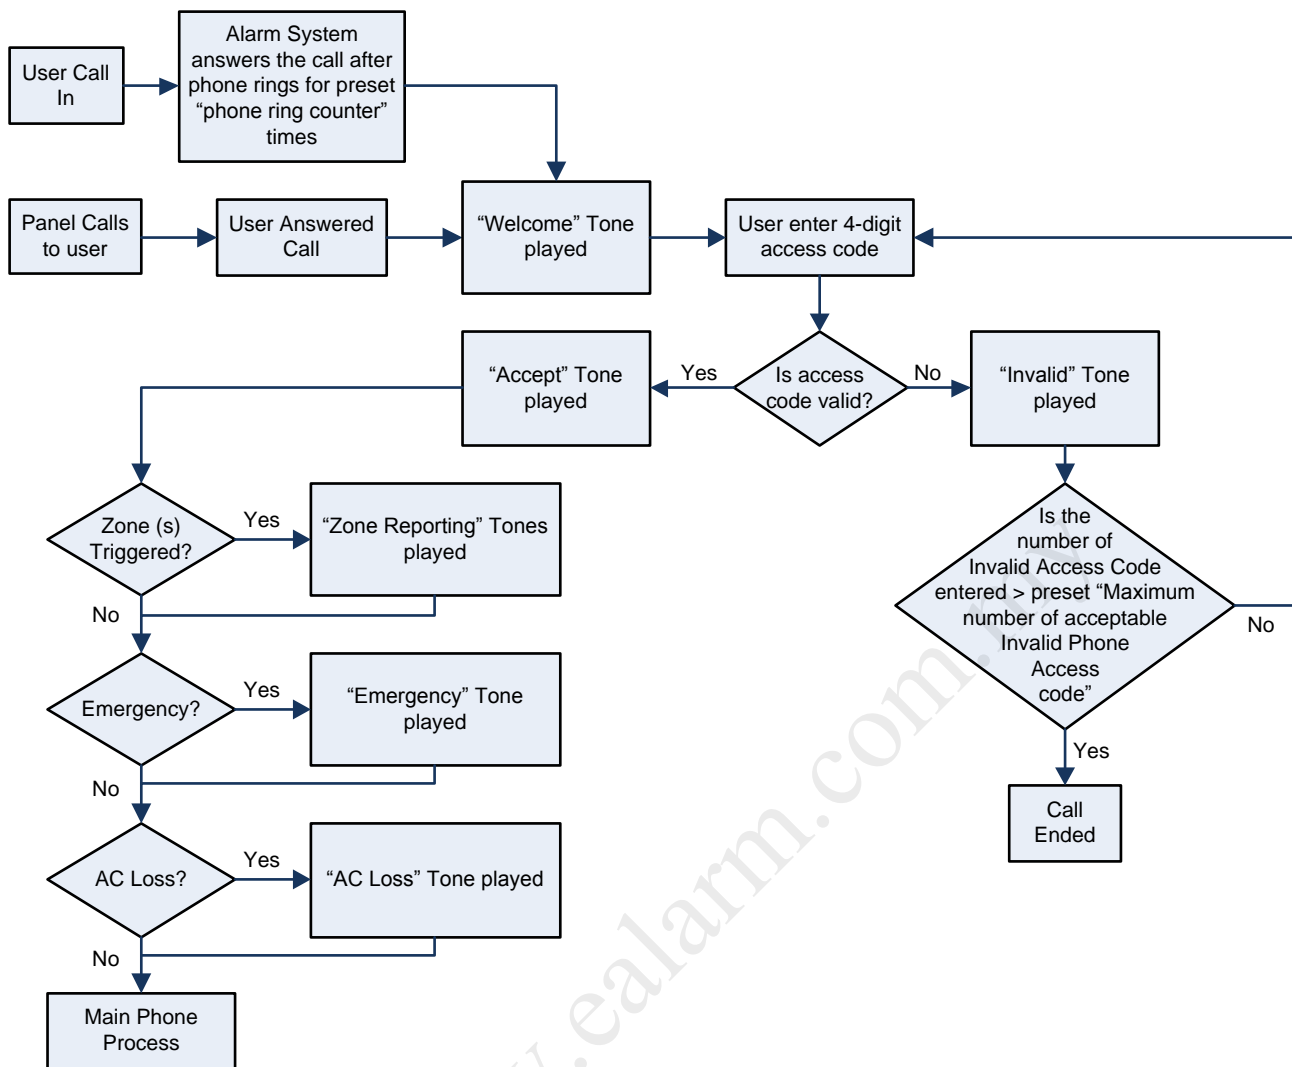 User Call
In
Alarm System
answers the call after
phone rings for preset
“phone ring counter”
times
Panel Calls
to user
User Answered
Call
“Welcome” Tone
played
User enter 4-digit
access code
“Accept” Tone
played
Yes
Is access
code valid?
No
“Invalid” Tone
played
Zone (s)
Triggered?
Yes
“Zone Reporting” Tones
played
No
Is the
number of
Invalid Access Code
entered > preset “Maximum
number of acceptable
Invalid Phone
Access
code”
No
Yes
Call
Ended
Emergency?
Yes
“Emergency” Tone
played
No
AC Loss?
Yes
“AC Loss” Tone played
No
Main Phone
Process
.ealarm.com.my